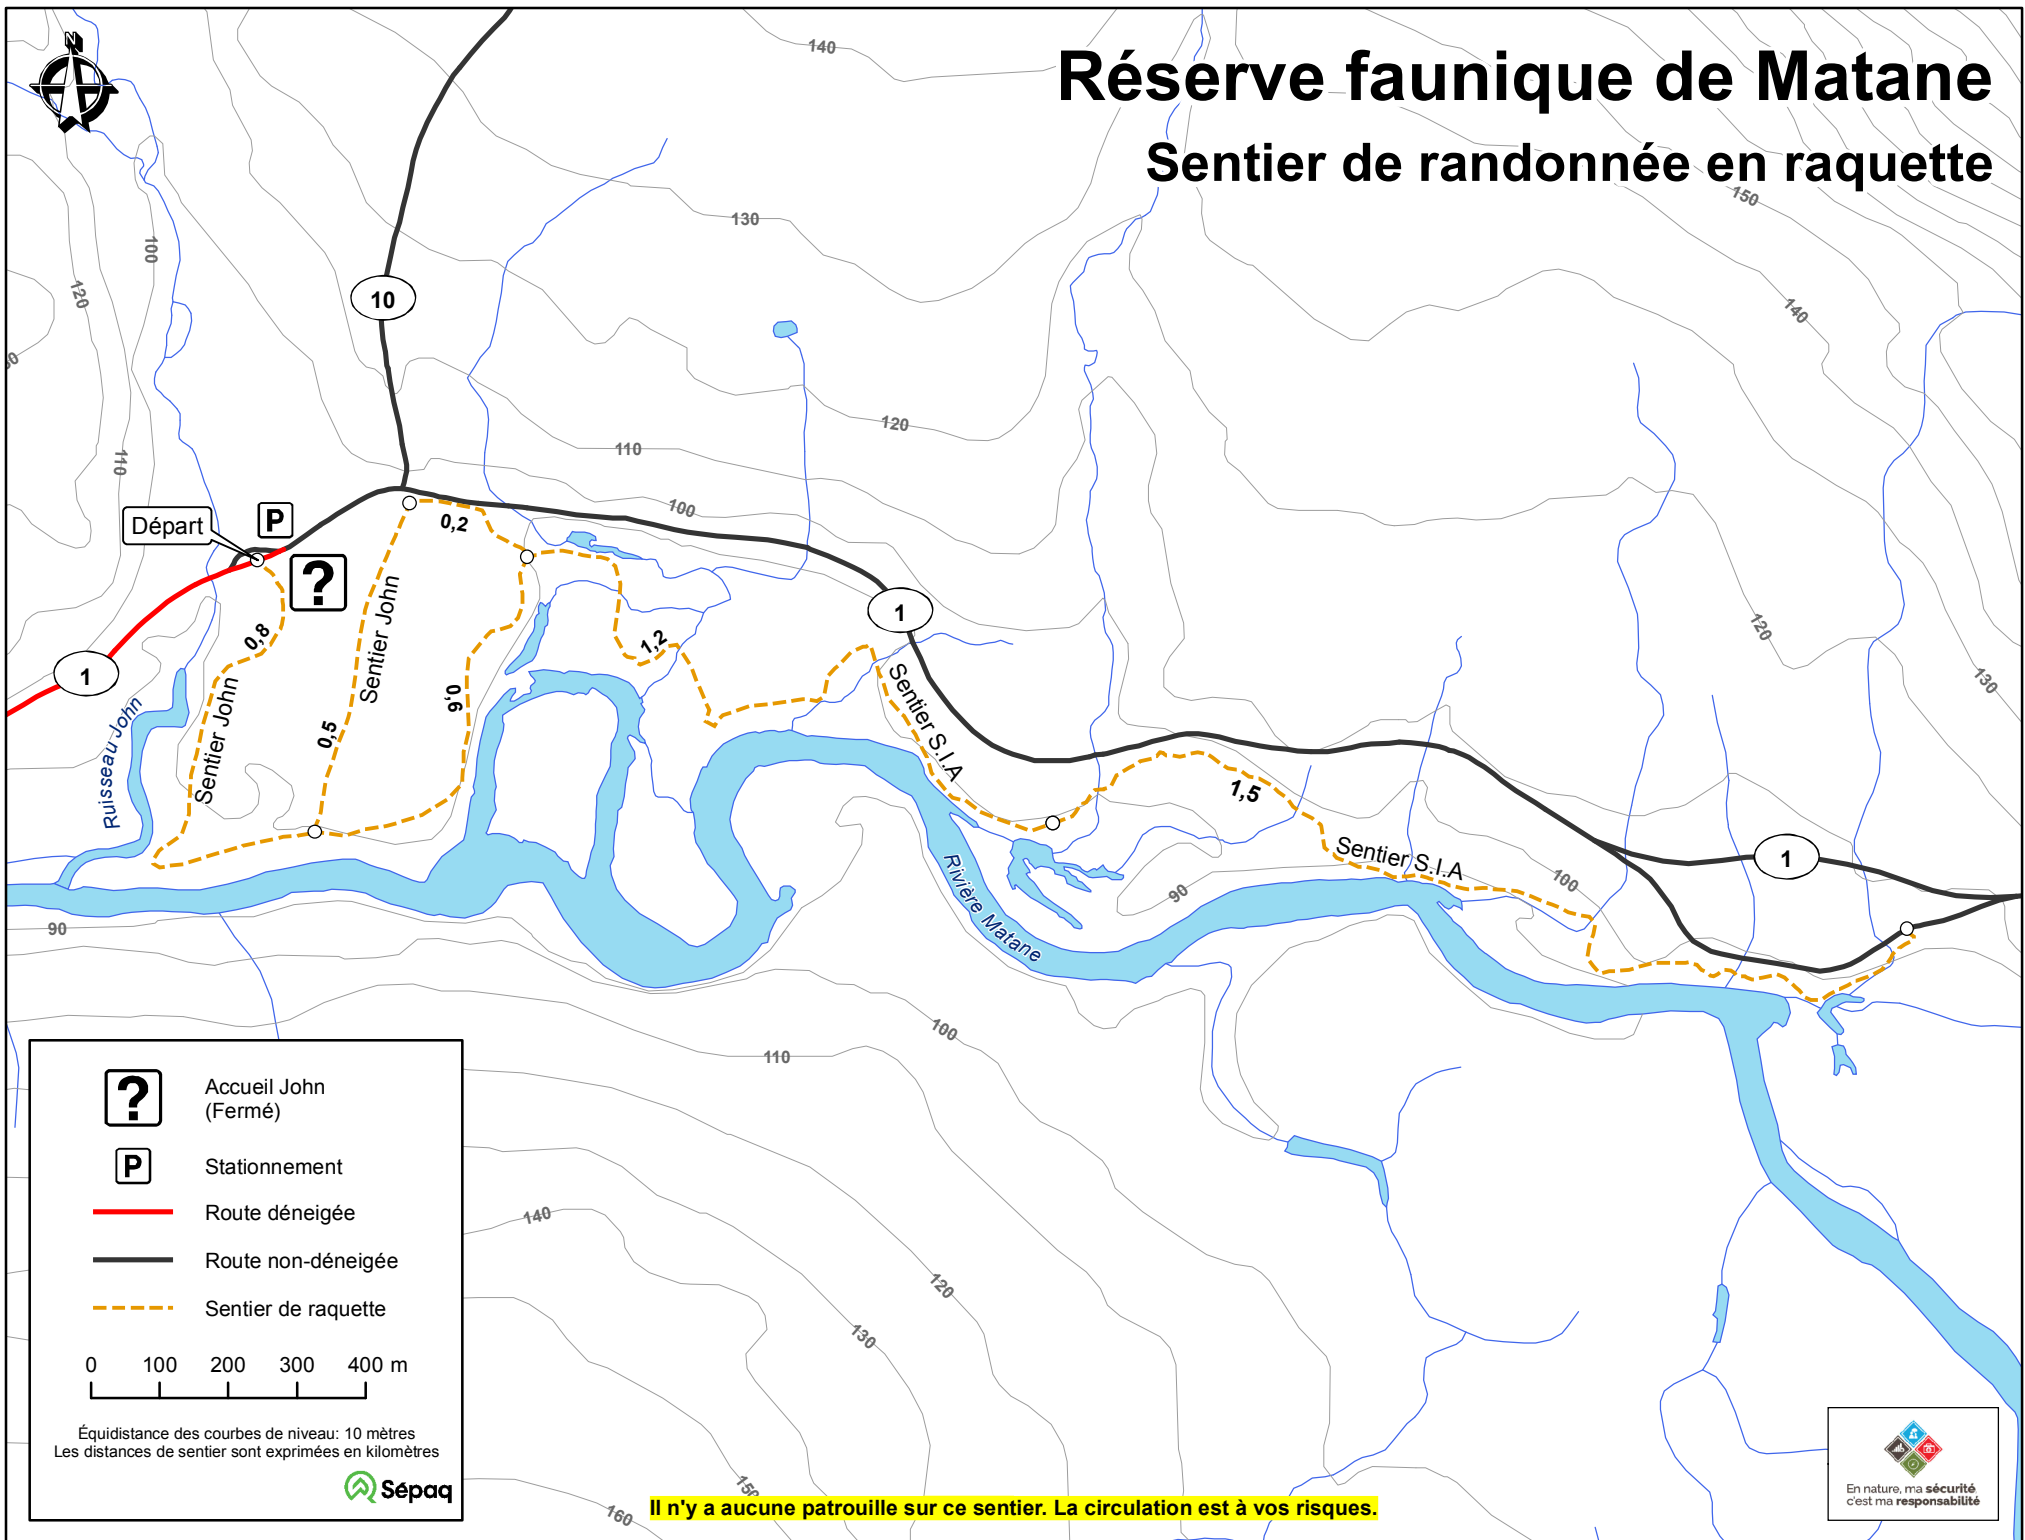 Réserve faunique de Matane
Sentier de randonnée en raquette
N
140
130
150
140
100
120
110
10
120
110
100
120
130
Départ
P
?
0,2
Sentier John
0,8
0,5
0,6
Sentier John
Ruisseau John
1
1,2
1
Sentier S.I.A
1,5
Sentier S.I.A
1
100
90
90
Rivière Matane
100
110
140
120
130
160
?
Accueil John
(Fermé)
P
Stationnement
Route déneigée
Route non-déneigée
Sentier de raquette
0 100 200 300 400 m
Équidistance des courbes de niveau: 10 mètres
Les distances de sentier sont exprimées en kilomètres
Sépaq
Il n'y a aucune patrouille sur ce sentier. La circulation est à vos risques.
En nature, ma sécurité
c'est ma responsabilité